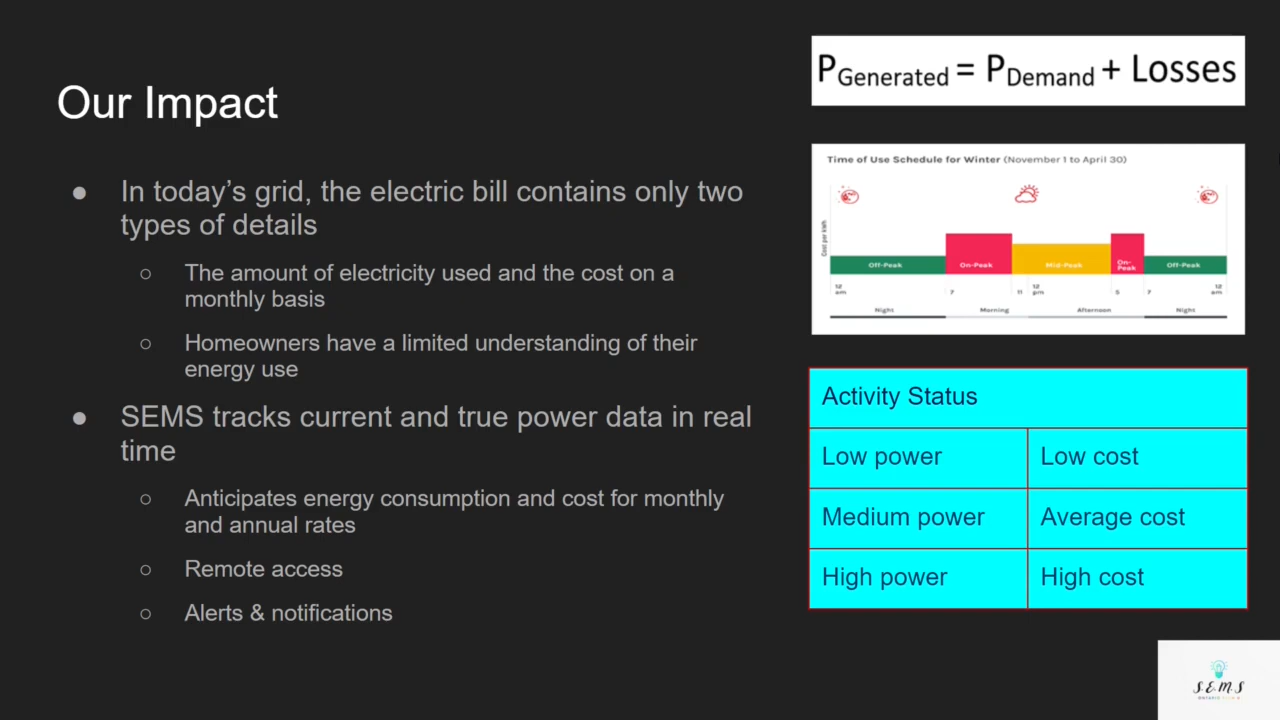 Our Impact
● In today’s grid, the electric bill contains only two
types of details
○ The amount of electricity used and the cost on a
monthly basis
○ Homeowners have a limited understanding of their
energy use
● SEMS tracks current and true power data in real
time
○ Anticipates energy consumption and cost for monthly
and annual rates
○ Remote access
○ Alerts & notifications
PGenerated = PDemand + Losses
Time of Use Schedule for Winter (November 1 to April 30)
Cost per kWh
Off-Peak On-Peak Mid-Peak On-Peak Off-Peak
12 am 7 11 12 pm 5 7 12 am
Night Morning Afternoon Night
Activity Status
Low power Low cost
Medium power Average cost
High power High cost
S.E.M.S